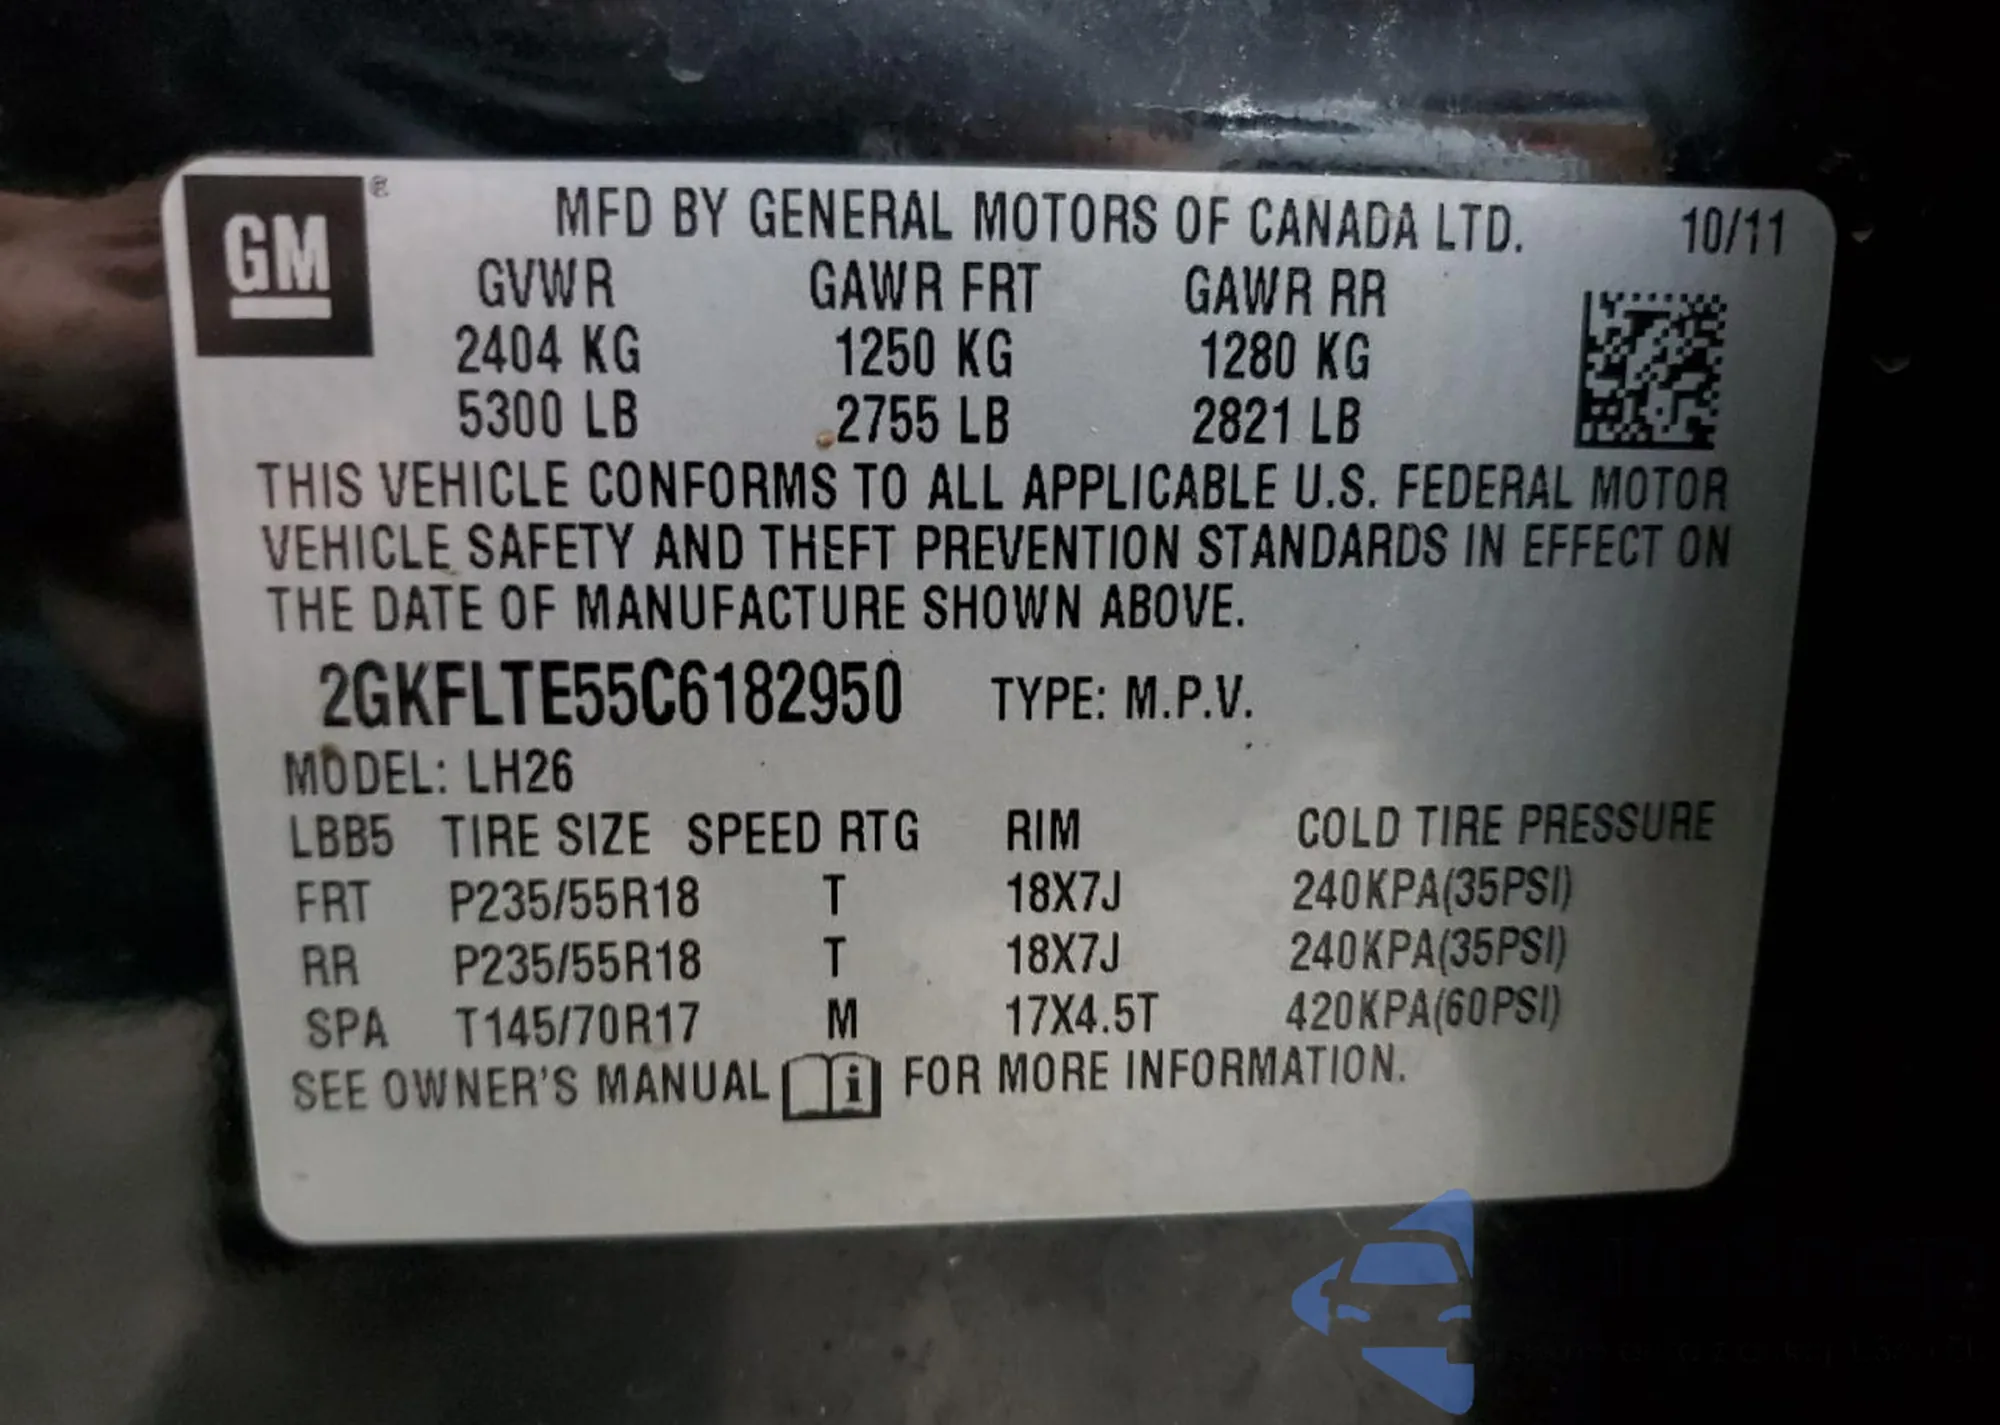 GM ® MFD BY GENERAL MOTORS OF CANADA LTD. 10/11
GVWR GAWR FRT GAWR RR
2404 KG 1250 KG 1280 KG
5300 LB 2755 LB 2821 LB
THIS VEHICLE CONFORMS TO ALL APPLICABLE U.S. FEDERAL MOTOR
VEHICLE SAFETY AND THEFT PREVENTION STANDARDS IN EFFECT ON
THE DATE OF MANUFACTURE SHOWN ABOVE.
2GKFLTE55C6182950 TYPE: M.P.V.
MODEL: LH26
LBB5 TIRE SIZE SPEED RTG RIM COLD TIRE PRESSURE
FRT P235/55R18 T 18X7J 240KPA(35PSI)
RR P235/55R18 T 18X7J 240KPA(35PSI)
SPA T145/70R17 M 17X4.5T 420KPA(60PSI)
SEE OWNER'S MANUAL i FOR MORE INFORMATION.